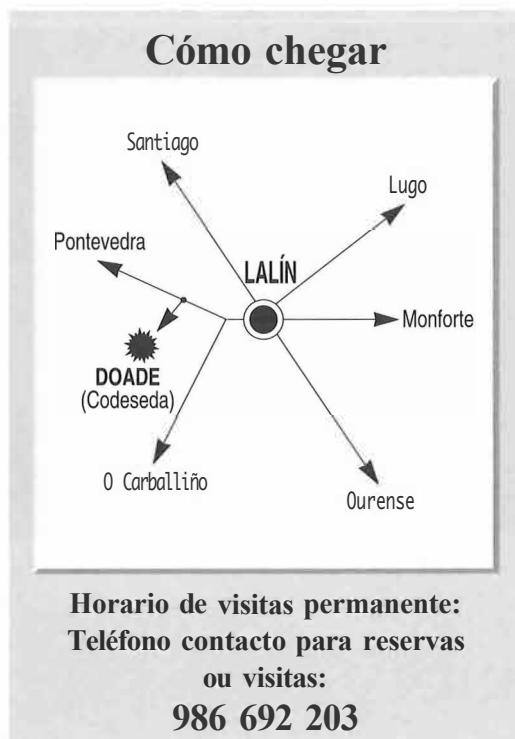 Cómo chegar
Santiago
Lugo
Pontevedra
LALÍN
Monforte
DOADE
(Codeseda)
O Carballiño
Ourense
Horario de visitas permanente:
Teléfono contacto para reservas
ou visitas:
986 692 203